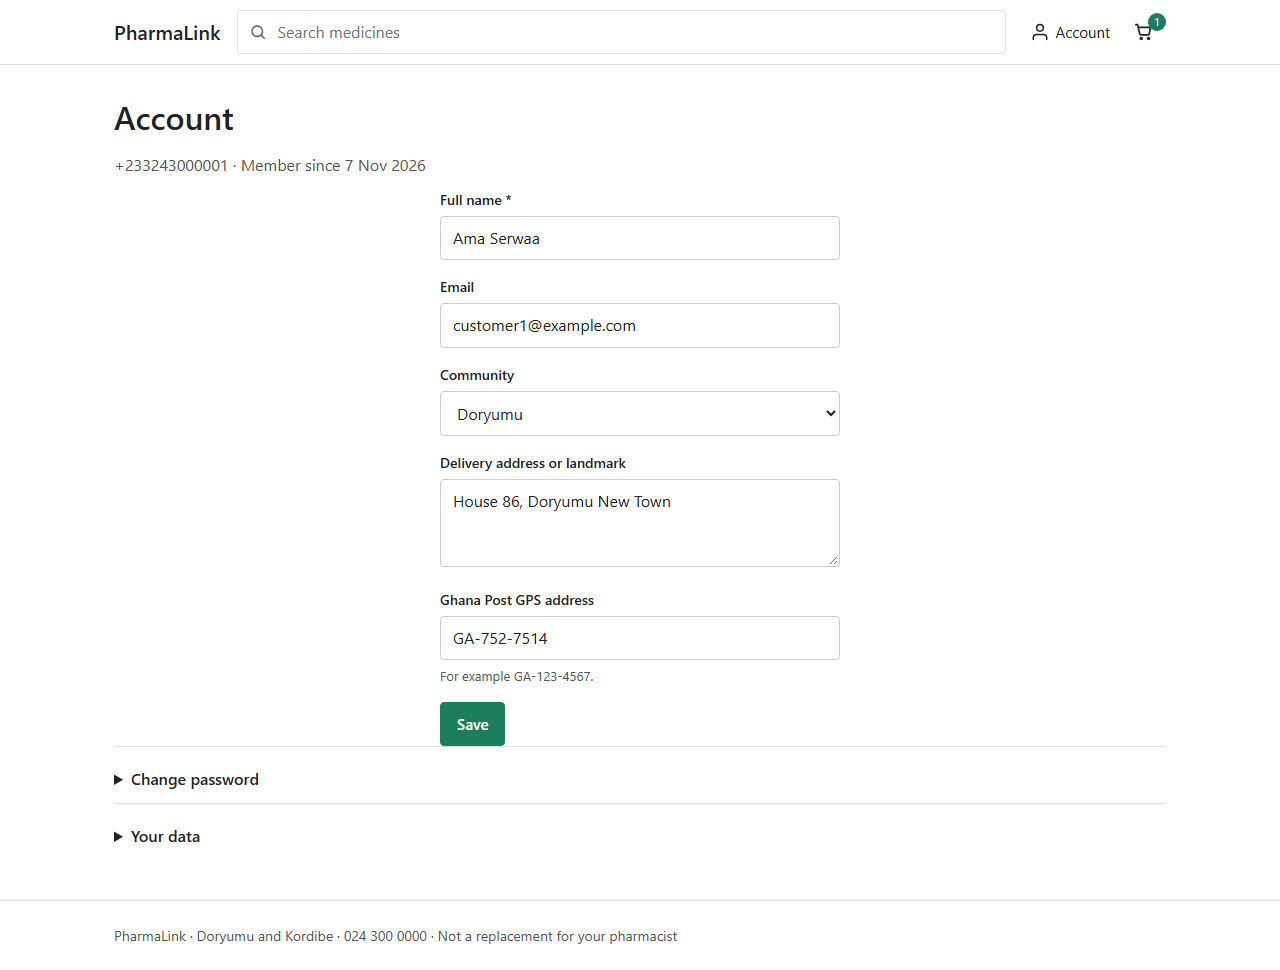 PharmaLink
Search medicines
Account
1
Account
+233243000001 · Member since 7 Nov 2026
Full name *
Ama Serwaa
Email
customer1@example.com
Community
Doryumu
Delivery address or landmark
House 86, Doryumu New Town
Ghana Post GPS address
GA-752-7514
For example GA-123-4567.
Save
Change password
Your data
PharmaLink · Doryumu and Kordibe · 024 300 0000 · Not a replacement for your pharmacist